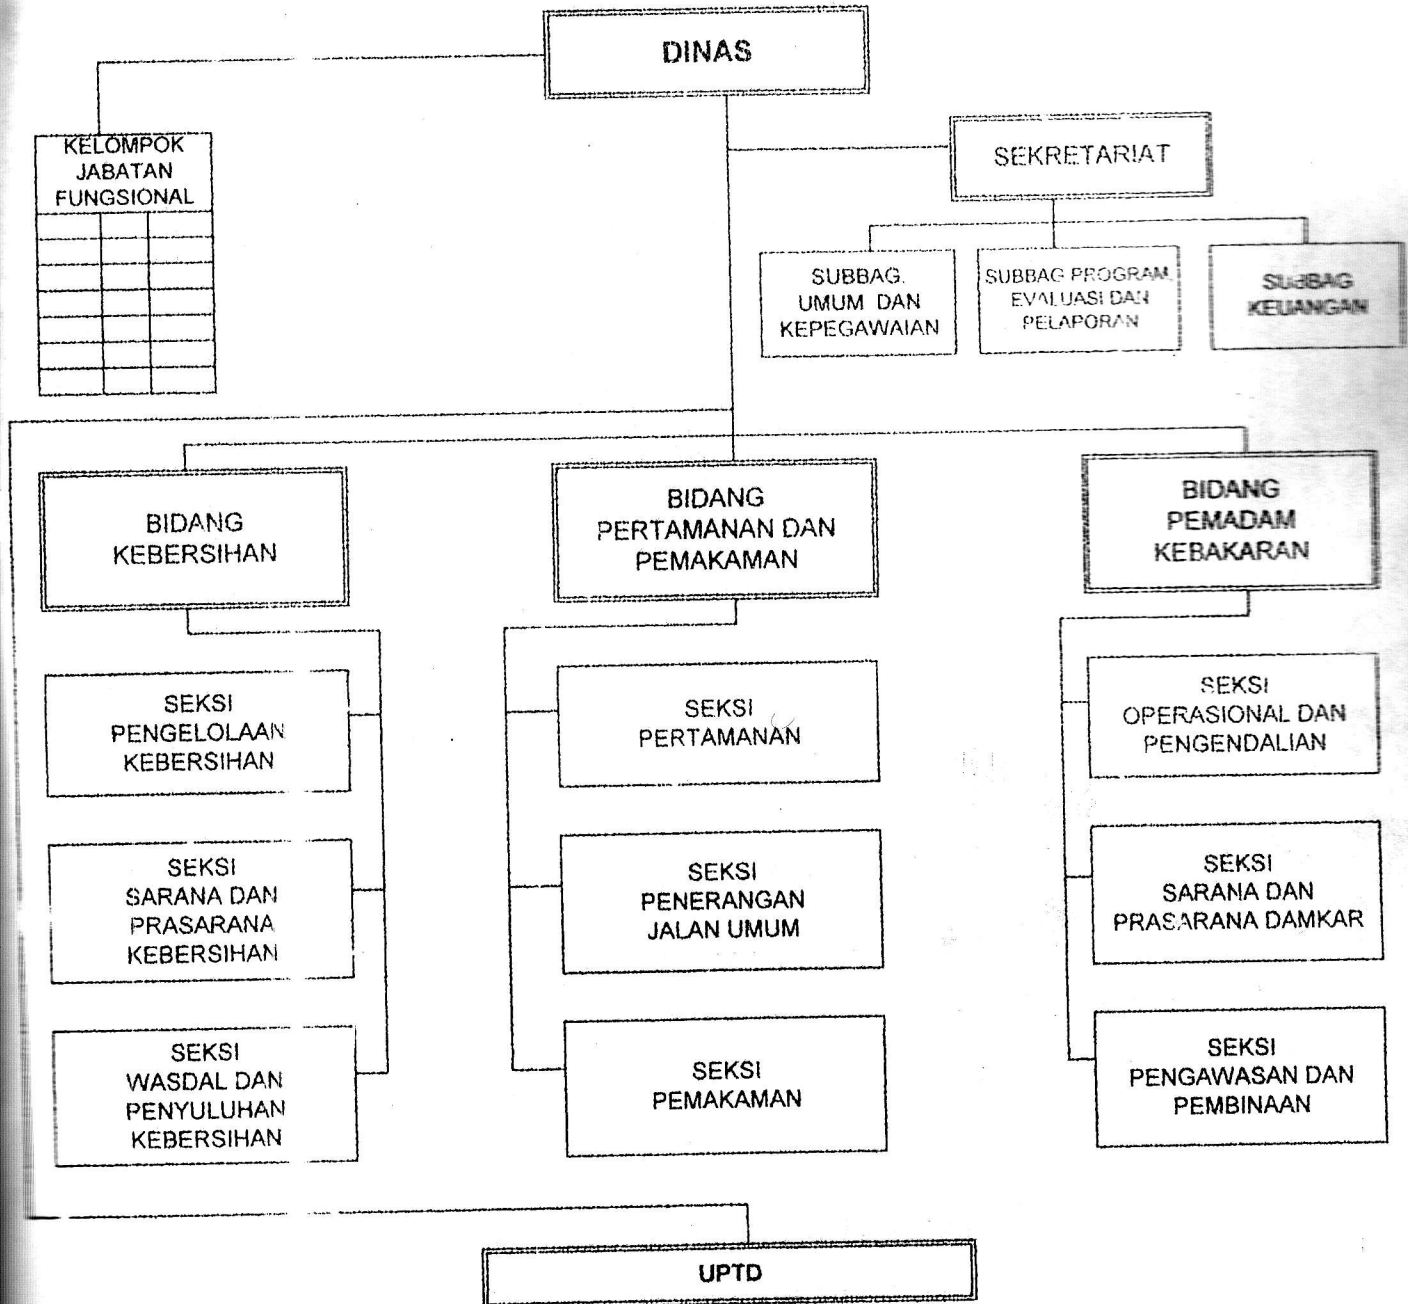 DINAS
KELOMPOK
JABATAN
FUNGSIONAL
SEKRETARIAT
SUBBAG.
UMUM DAN
KEPEGAWAIAN
SUBBAG PROGRAM,
EVALUASI DAN
PELAPORAN
SUBBAG
KEUANGAN
BIDANG
KEBERSIHAN
BIDANG
PERTAMANAN DAN
PEMAKAMAN
BIDANG
PEMADAM
KEBAKARAN
SEKSI
PENGELOLAAN
KEBERSIHAN
SEKSI
PERTAMANAN
SEKSI
OPERASIONAL DAN
PENGENDALIAN
SEKSI
SARANA DAN
PRASARANA
KEBERSIHAN
SEKSI
PENERANGAN
JALAN UMUM
SEKSI
SARANA DAN
PRASARANA DAMKAR
SEKSI
WASDAL DAN
PENYULUHAN
KEBERSIHAN
SEKSI
PEMAKAMAN
SEKSI
PENGAWASAN DAN
PEMBINAAN
UPTD